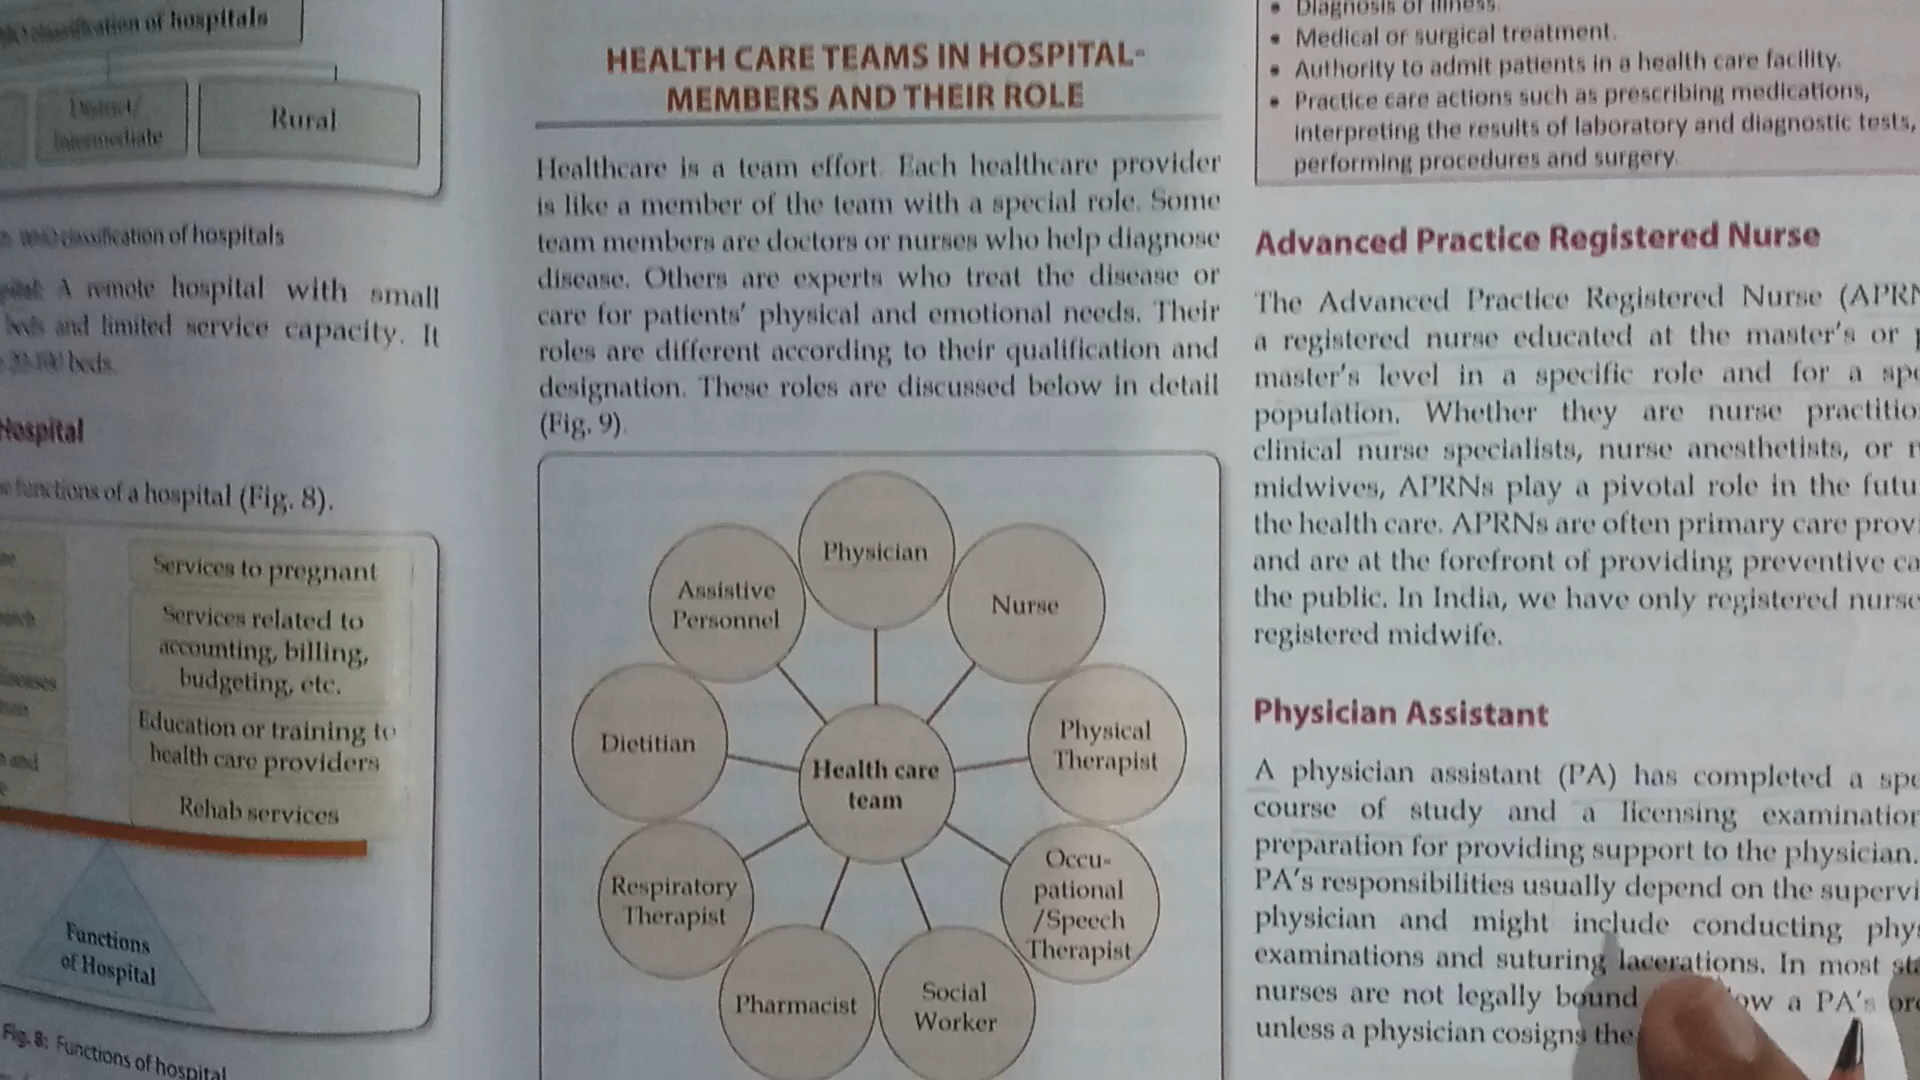 classification of hospitals
District/
Intermediate
Rural
classification of hospitals
A remote hospital with small
beds and limited service capacity. It
beds.
Hospital
functions of a hospital (Fig. 8).
Services to pregnant
Services related to
accounting, billing,
budgeting, etc.
Education or training to
health care providers
Rehab services
and
Functions
of Hospital
Fig. 8: Functions of hospital
HEALTH CARE TEAMS IN HOSPITAL-
MEMBERS AND THEIR ROLE
Healthcare is a team effort. Each healthcare provider
is like a member of the team with a special role. Some
team members are doctors or nurses who help diagnose
disease. Others are experts who treat the disease or
care for patients' physical and emotional needs. Their
roles are different according to their qualification and
designation. These roles are discussed below in detail
(Fig. 9).
Physician
Assistive
Personnel
Nurse
Dietitian
Physical
Therapist
Health care
team
Respiratory
Therapist
Occu-
pational
/Speech
Therapist
Pharmacist
Social
Worker
• Diagnosis of illness.
• Medical or surgical treatment.
• Authority to admit patients in a health care facility.
• Practice care actions such as prescribing medications,
interpreting the results of laboratory and diagnostic tests,
performing procedures and surgery.
Advanced Practice Registered Nurse
The Advanced Practice Registered Nurse (APRN
a registered nurse educated at the master's or
master's level in a specific role and for a
population. Whether they are nurse
clinical nurse specialists, nurse anesthetists, or
midwives, APRNs play a pivotal role in the
the health care. APRNs are often primary care
and are at the forefront of providing preventive
the public. In India, we have only registered
registered midwife.
Physician Assistant
A physician assistant (PA) has completed a
course of study and a licensing
preparation for providing support to the physician.
PA's responsibilities usually depend on the
physician and might include conducting
examinations and suturing lacerations. In most
nurses are not legally bound a PA's
unless a physician cosigns the